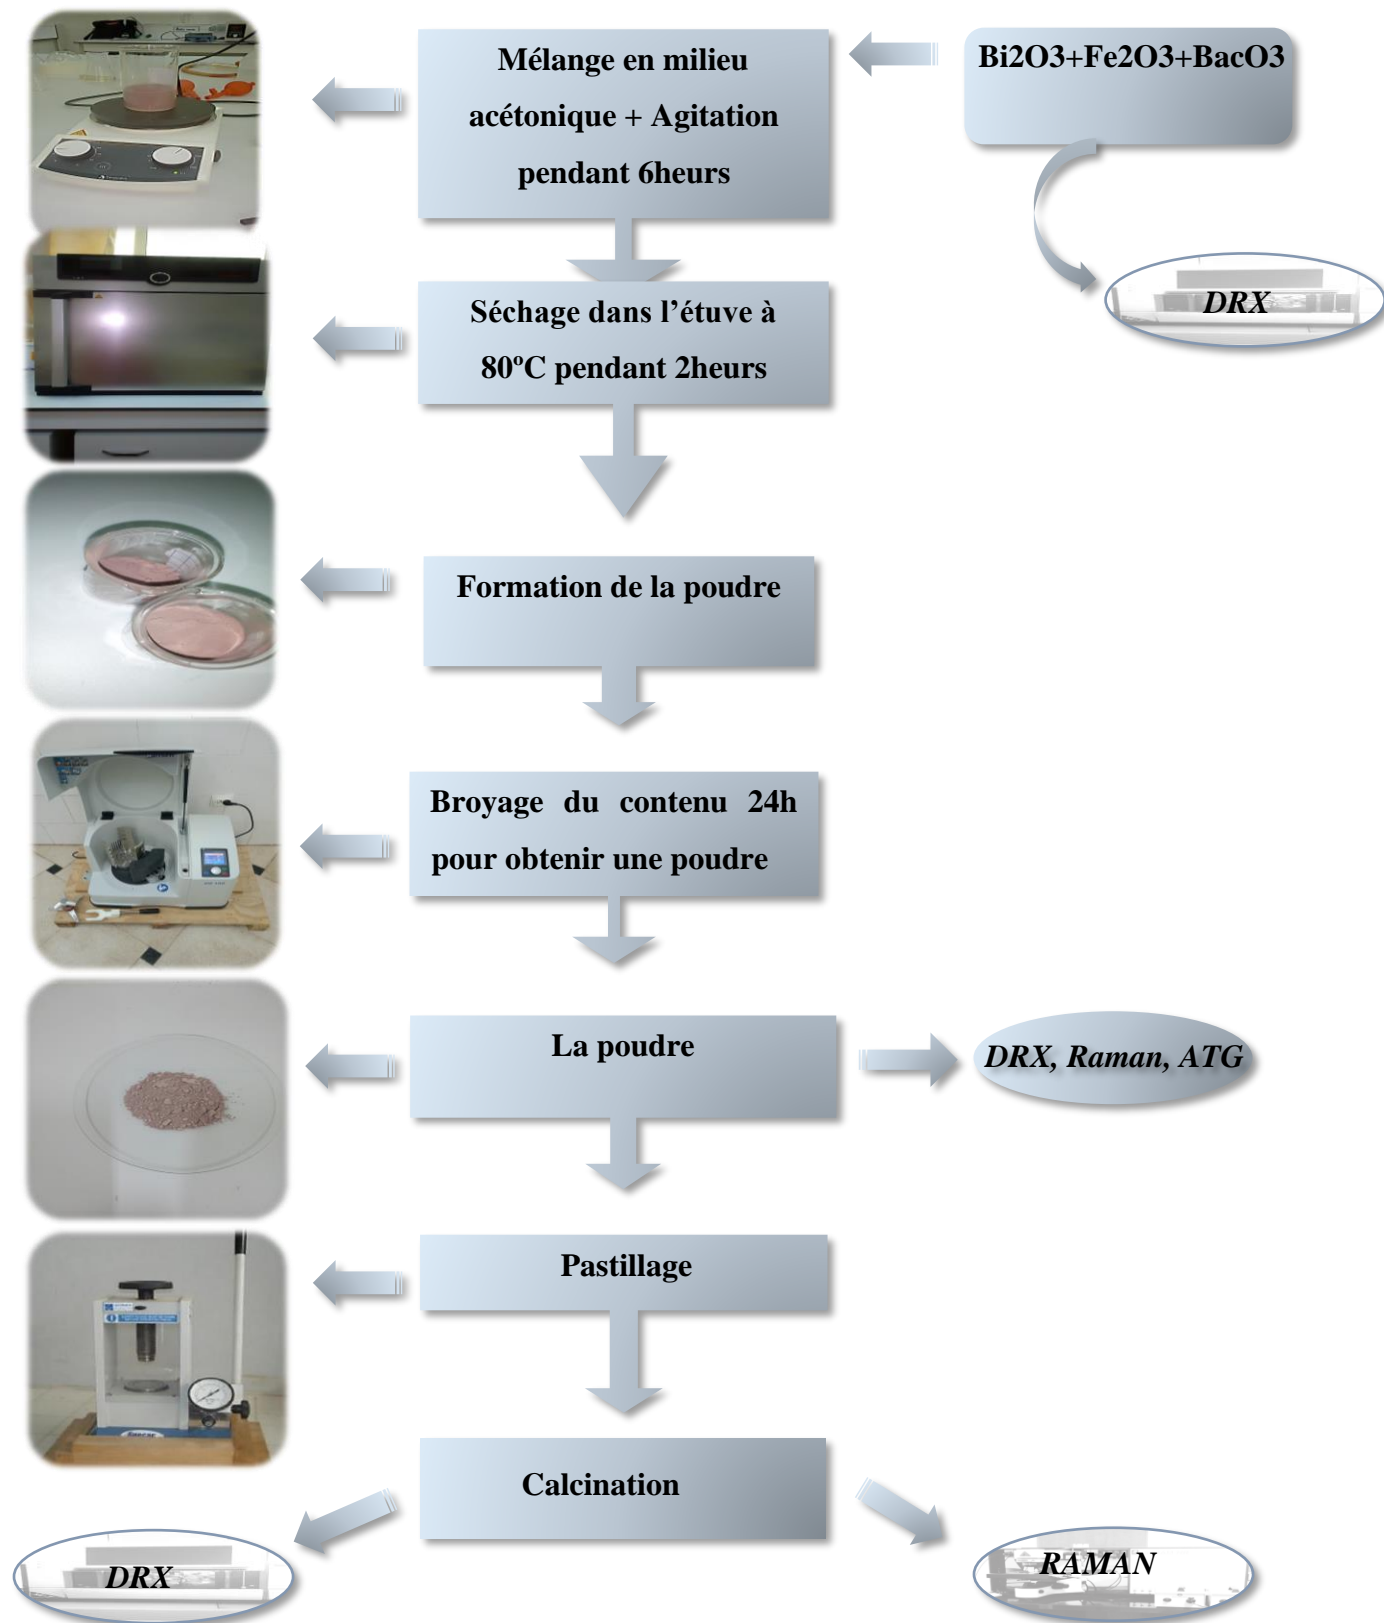 Bi2O3+Fe2O3+BacO3
Mélange en milieu
acétonique + Agitation
pendant 6heurs
DRX
Séchage dans l’étuve à
80ºC pendant 2heurs
Formation de la poudre
Broyage du contenu 24h
pour obtenir une poudre
La poudre
DRX, Raman, ATG
Pastillage
Calcination
DRX
RAMAN